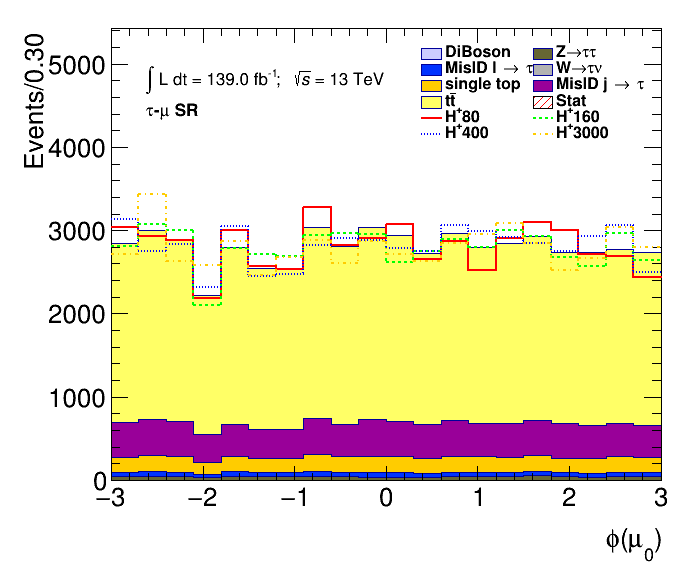 Events/0.30
5000
4000
3000
2000
1000
0
∫ L dt = 139.0 fb⁻¹; √s = 13 TeV
τ-μ SR
DiBoson Z→ττ
MisID l → τ W→τν
single top MisID j → τ
tt̄ Stat
H⁺80 H⁺160
H⁺400 H⁺3000
−3 −2 −1 0 1 2 3
ϕ(μ₀)